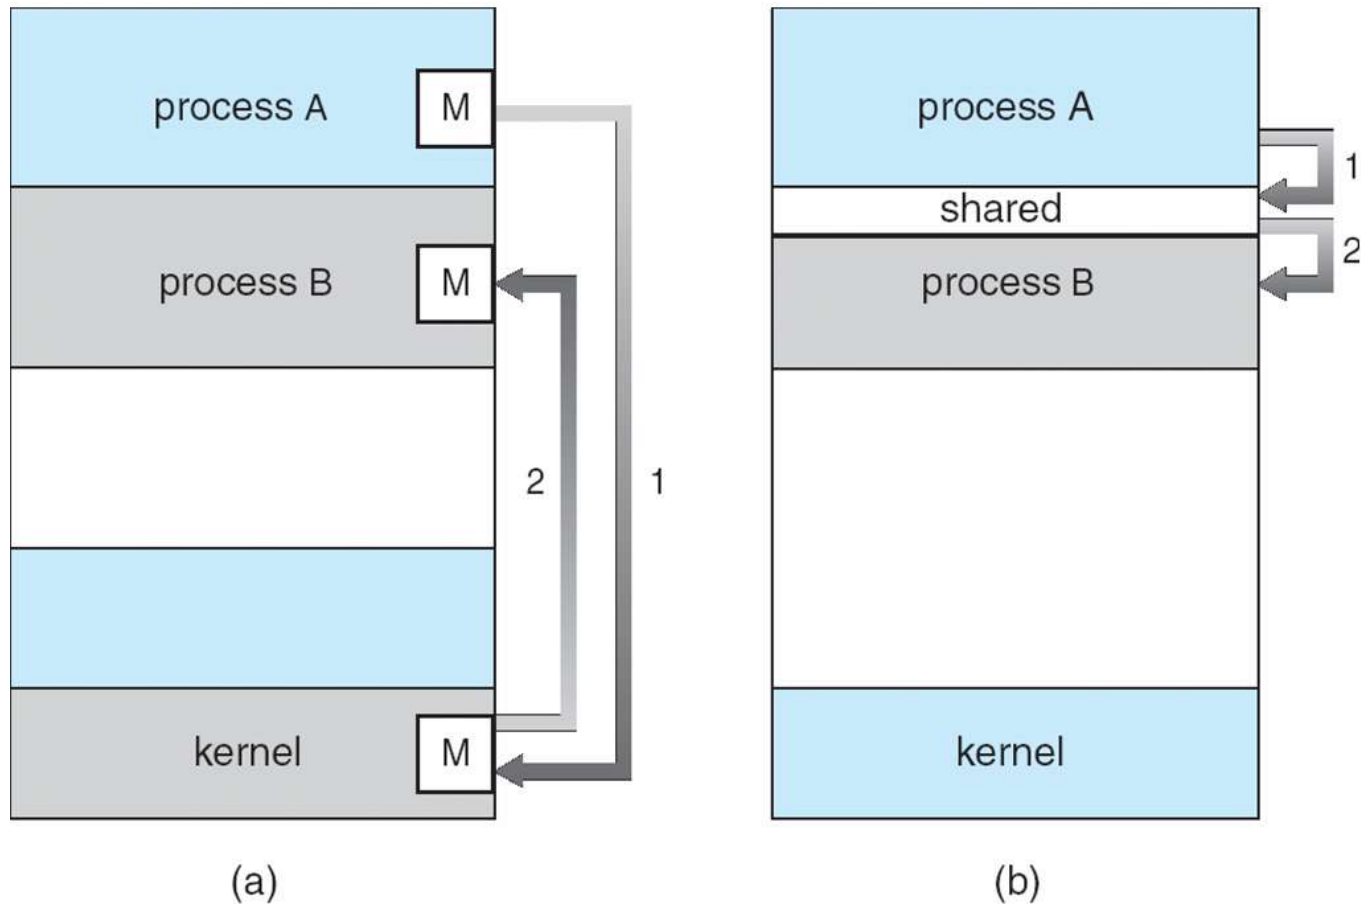 process A
M
process B
M
2
1
kernel
M
(a)
process A
1
shared
2
process B
kernel
(b)